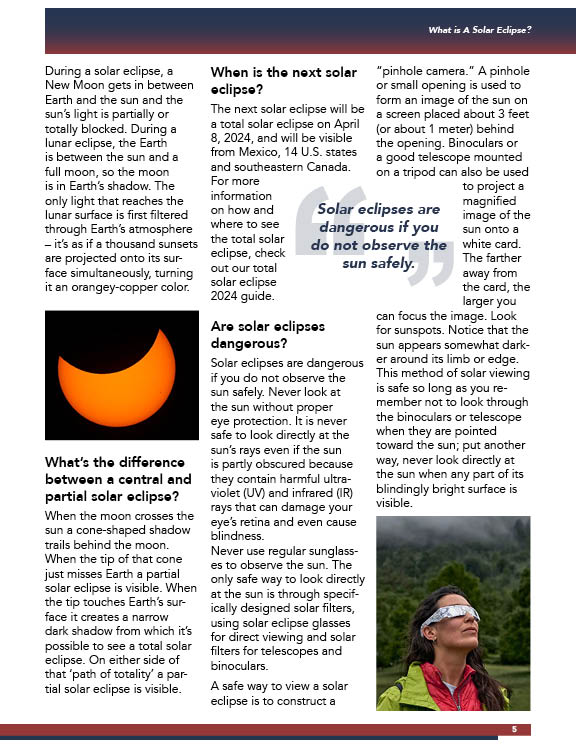 What is A Solar Eclipse?
During a solar eclipse, a
New Moon gets in between
Earth and the sun and the
sun's light is partially or
totally blocked. During a
lunar eclipse, the Earth
is between the sun and a
full moon, so the moon
is in Earth's shadow. The
only light that reaches the
lunar surface is first filtered
through Earth's atmosphere
– it's as if a thousand sunsets
are projected onto its sur-
face simultaneously, turning
it an orangey-copper color.
What's the difference
between a central and
partial solar eclipse?
When the moon crosses the
sun a cone-shaped shadow
trails behind the moon.
When the tip of that cone
just misses Earth a partial
solar eclipse is visible. When
the tip touches Earth's sur-
face it creates a narrow
dark shadow from which it's
possible to see a total solar
eclipse. On either side of
that 'path of totality' a par-
tial solar eclipse is visible.
When is the next solar
eclipse?
The next solar eclipse will be
a total solar eclipse on April
8, 2024, and will be visible
from Mexico, 14 U.S. states
and southeastern Canada.
For more
information
on how and
where to see
the total solar
eclipse, check
out our total
solar eclipse
2024 guide.
Are solar eclipses
dangerous?
Solar eclipses are dangerous
if you do not observe the
sun safely. Never look at
the sun without proper
eye protection. It is never
safe to look directly at the
sun's rays even if the sun
is partly obscured because
they contain harmful ultra-
violet (UV) and infrared (IR)
rays that can damage your
eye's retina and even cause
blindness.
Never use regular sunglass-
es to observe the sun. The
only safe way to look directly
at the sun is through specif-
ically designed solar filters,
using solar eclipse glasses
for direct viewing and solar
filters for telescopes and
binoculars.
A safe way to view a solar
eclipse is to construct a
“
Solar eclipses are
dangerous if you
do not observe the
sun safely.
”
“pinhole camera.” A pinhole
or small opening is used to
form an image of the sun on
a screen placed about 3 feet
(or about 1 meter) behind
the opening. Binoculars or
a good telescope mounted
on a tripod can also be used
to project a
magnified
image of the
sun onto a
white card.
The farther
away from
the card, the
larger you
can focus the image. Look
for sunspots. Notice that the
sun appears somewhat dark-
er around its limb or edge.
This method of solar viewing
is safe so long as you re-
member not to look through
the binoculars or telescope
when they are pointed
toward the sun; put another
way, never look directly at
the sun when any part of its
blindingly bright surface is
visible.
5